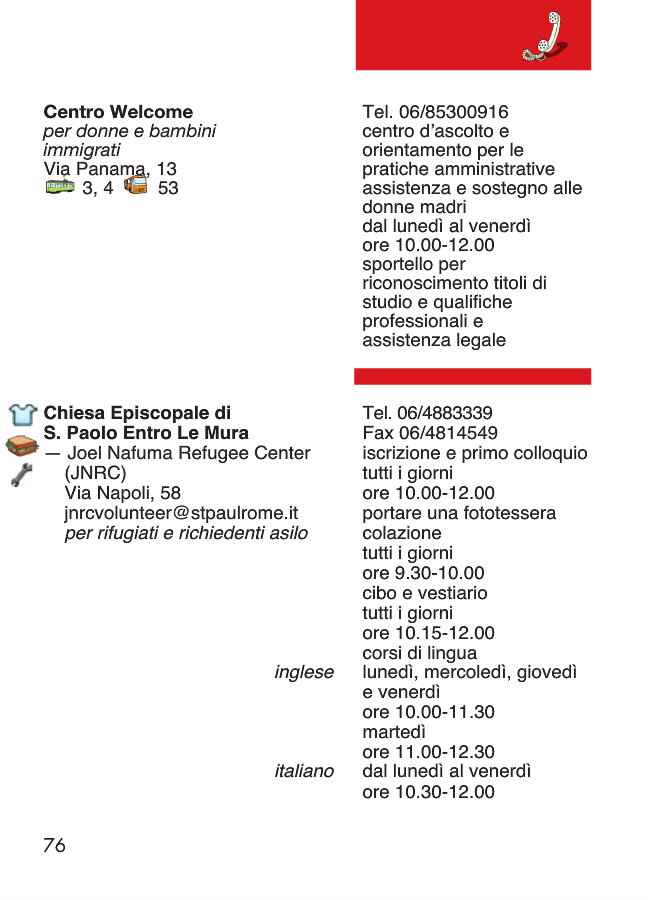 Centro Welcome
per donne e bambini
immigrati
Via Panama, 13
3, 4 53
Tel. 06/85300916
centro d'ascolto e
orientamento per le
pratiche amministrative
assistenza e sostegno alle
donne madri
dal lunedì al venerdì
ore 10.00-12.00
sportello per
riconoscimento titoli di
studio e qualifiche
professionali e
assistenza legale
Chiesa Episcopale di
S. Paolo Entro Le Mura
— Joel Nafuma Refugee Center
(JNRC)
Via Napoli, 58
jnrcvolunteer@stpaulrome.it
per rifugiati e richiedenti asilo
Tel. 06/4883339
Fax 06/4814549
iscrizione e primo colloquio
tutti i giorni
ore 10.00-12.00
portare una fototessera
colazione
tutti i giorni
ore 9.30-10.00
cibo e vestiario
tutti i giorni
ore 10.15-12.00
corsi di lingua
inglese lunedì, mercoledì, giovedì
e venerdì
ore 10.00-11.30
martedì
ore 11.00-12.30
italiano dal lunedì al venerdì
ore 10.30-12.00
76